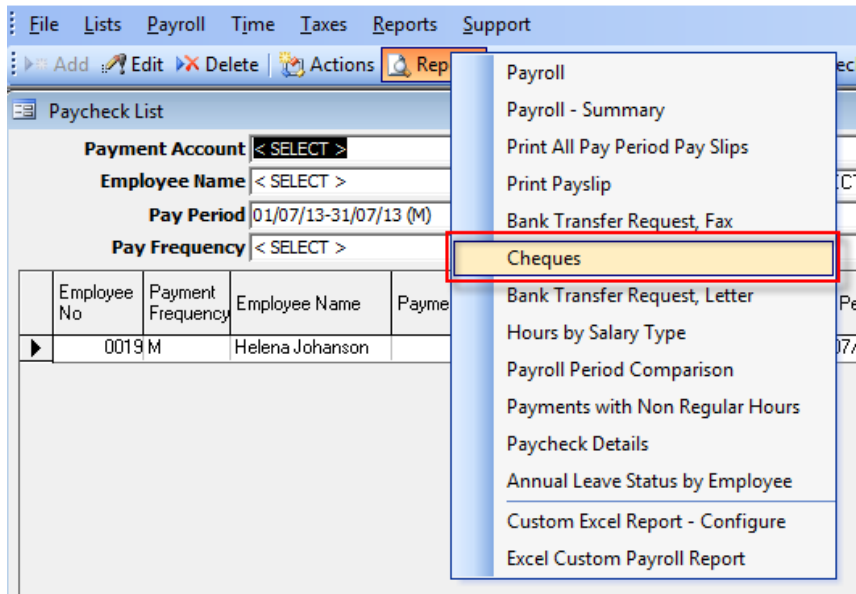 File Lists Payroll Time Taxes Reports Support
Add Edit Delete Actions Rep
Paycheck List
Payment Account < SELECT >
Employee Name < SELECT >
Pay Period 01/07/13-31/07/13 (M)
Pay Frequency < SELECT >
Employee No Payment Frequency Employee Name Payme
0019 M Helena Johanson
Payroll
Payroll - Summary
Print All Pay Period Pay Slips
Print Payslip
Bank Transfer Request, Fax
Cheques
Bank Transfer Request, Letter
Hours by Salary Type
Payroll Period Comparison
Payments with Non Regular Hours
Paycheck Details
Annual Leave Status by Employee
Custom Excel Report - Configure
Excel Custom Payroll Report